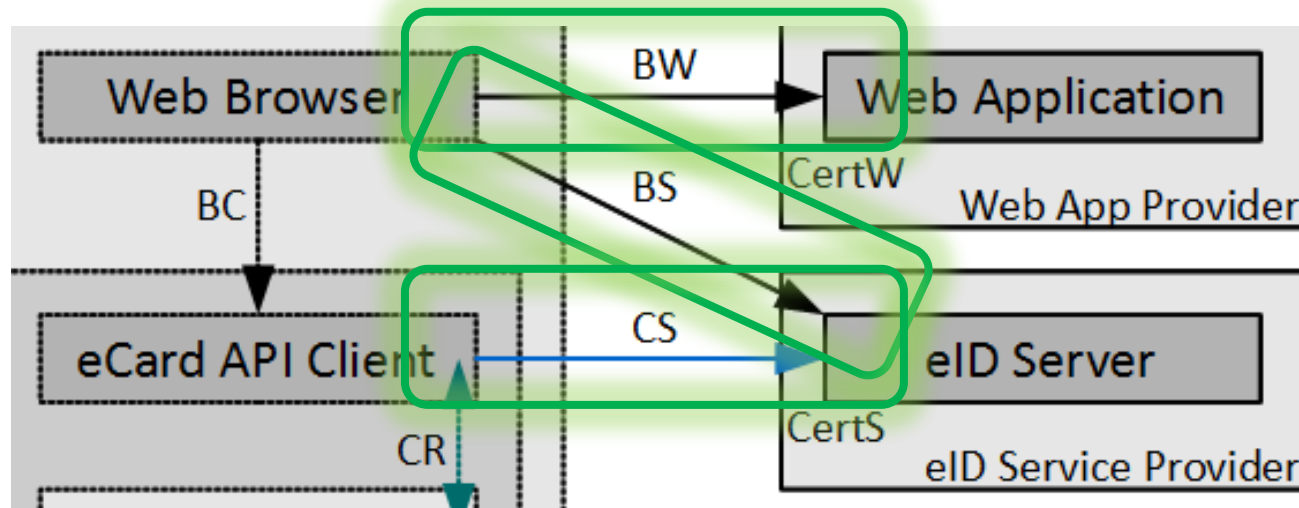 Web Browser
BW
Web Application
CertW
BS
BC
Web App Provider
eCard API Client
CS
eID Server
CertS
CR
eID Service Provider